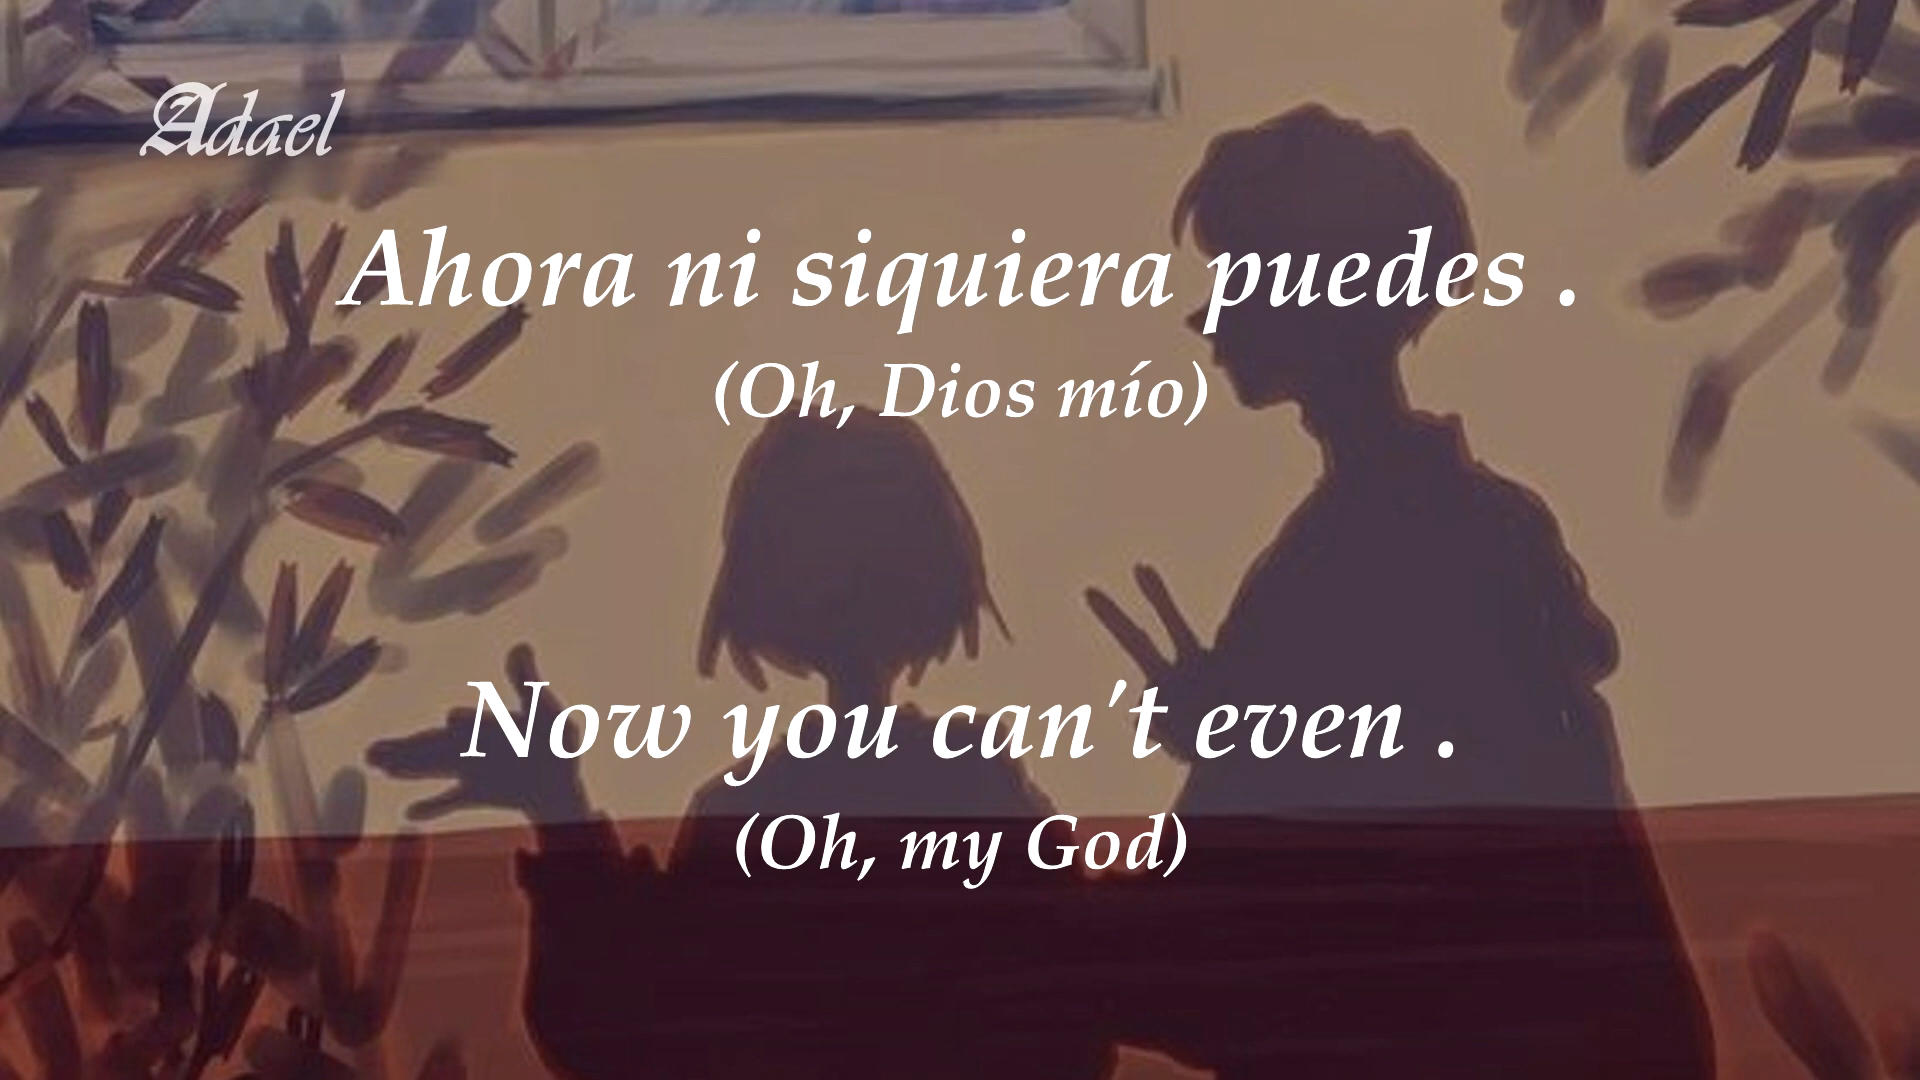 Adael
Ahora ni siquiera puedes .
(Oh, Dios mío)
Now you can't even .
(Oh, my God)